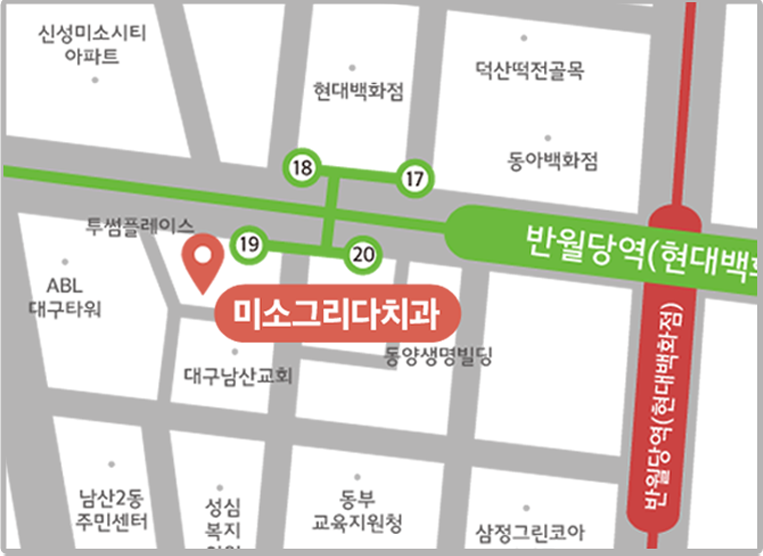 신성미소시티
아파트
현대백화점
덕산떡전골목
동아백화점
18
17
투썸플레이스
19
20
반월당역(현대백
ABL
대구타워
미소그리다치과
동양생명빌딩
대구남산교회
반월당역(현대백화점)
남산2동
주민센터
성심
복지
동부
교육지원청
삼정그린코아